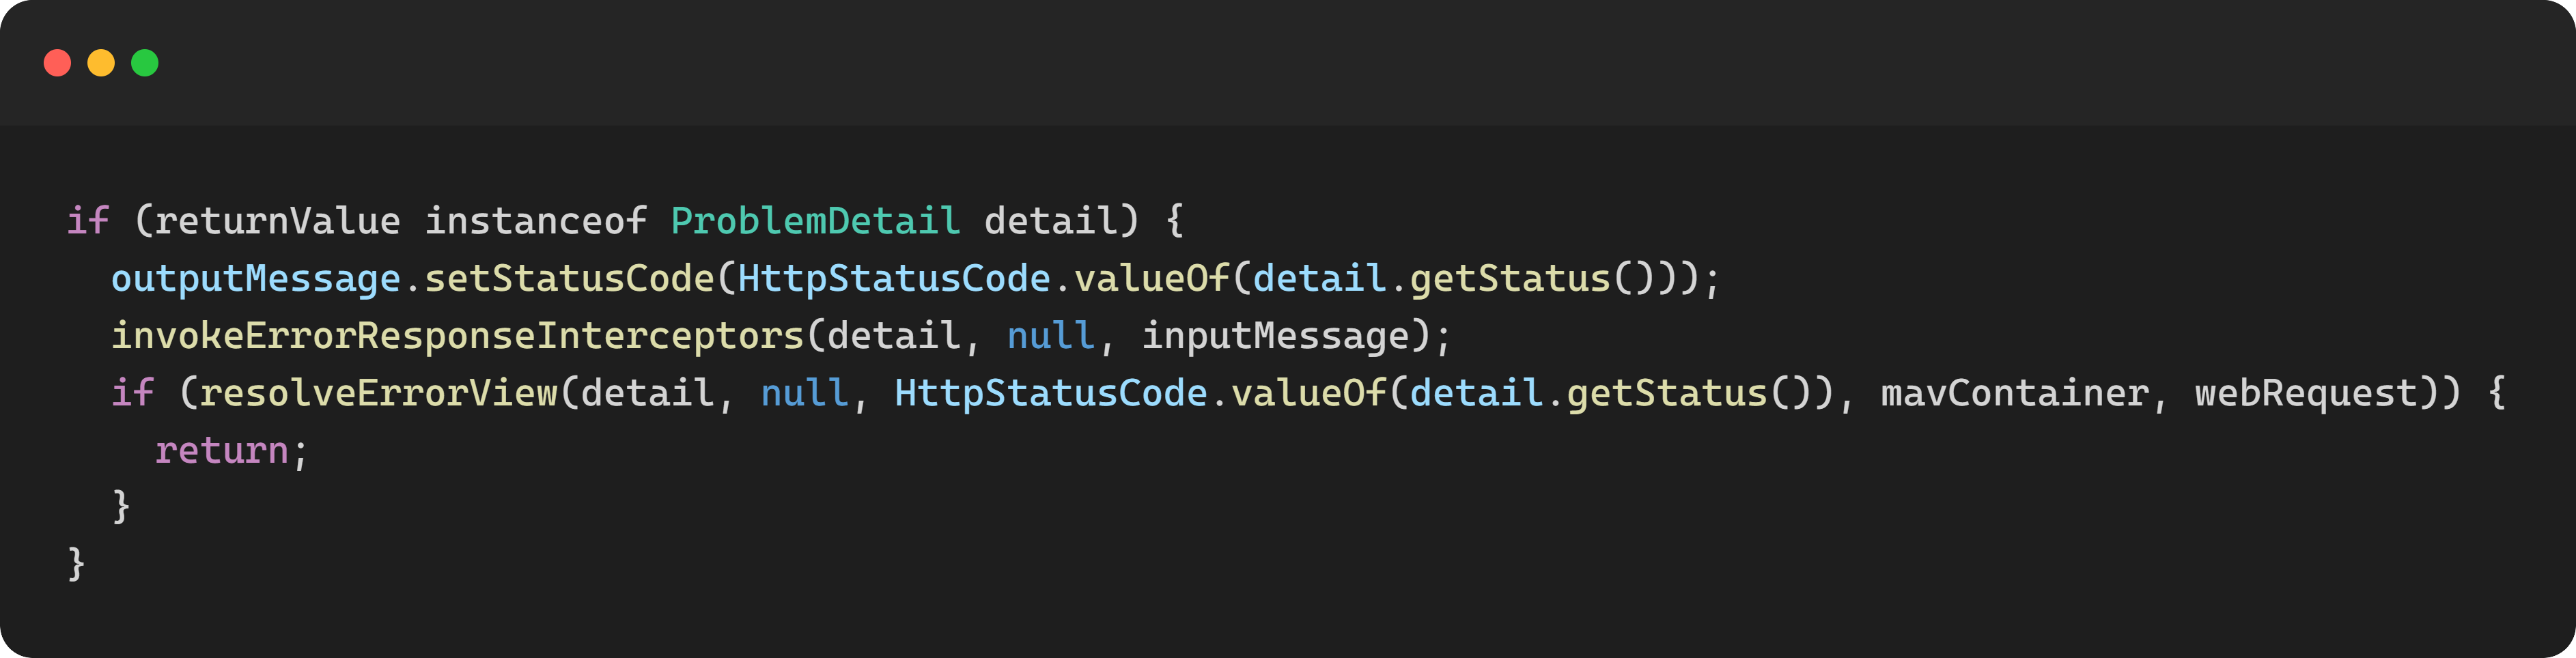 if (returnValue instanceof ProblemDetail detail) {
  outputMessage.setStatusCode(HttpStatusCode.valueOf(detail.getStatus()));
  invokeErrorResponseInterceptors(detail, null, inputMessage);
  if (resolveErrorView(detail, null, HttpStatusCode.valueOf(detail.getStatus()), mavContainer, webRequest)) {
    return;
  }
}